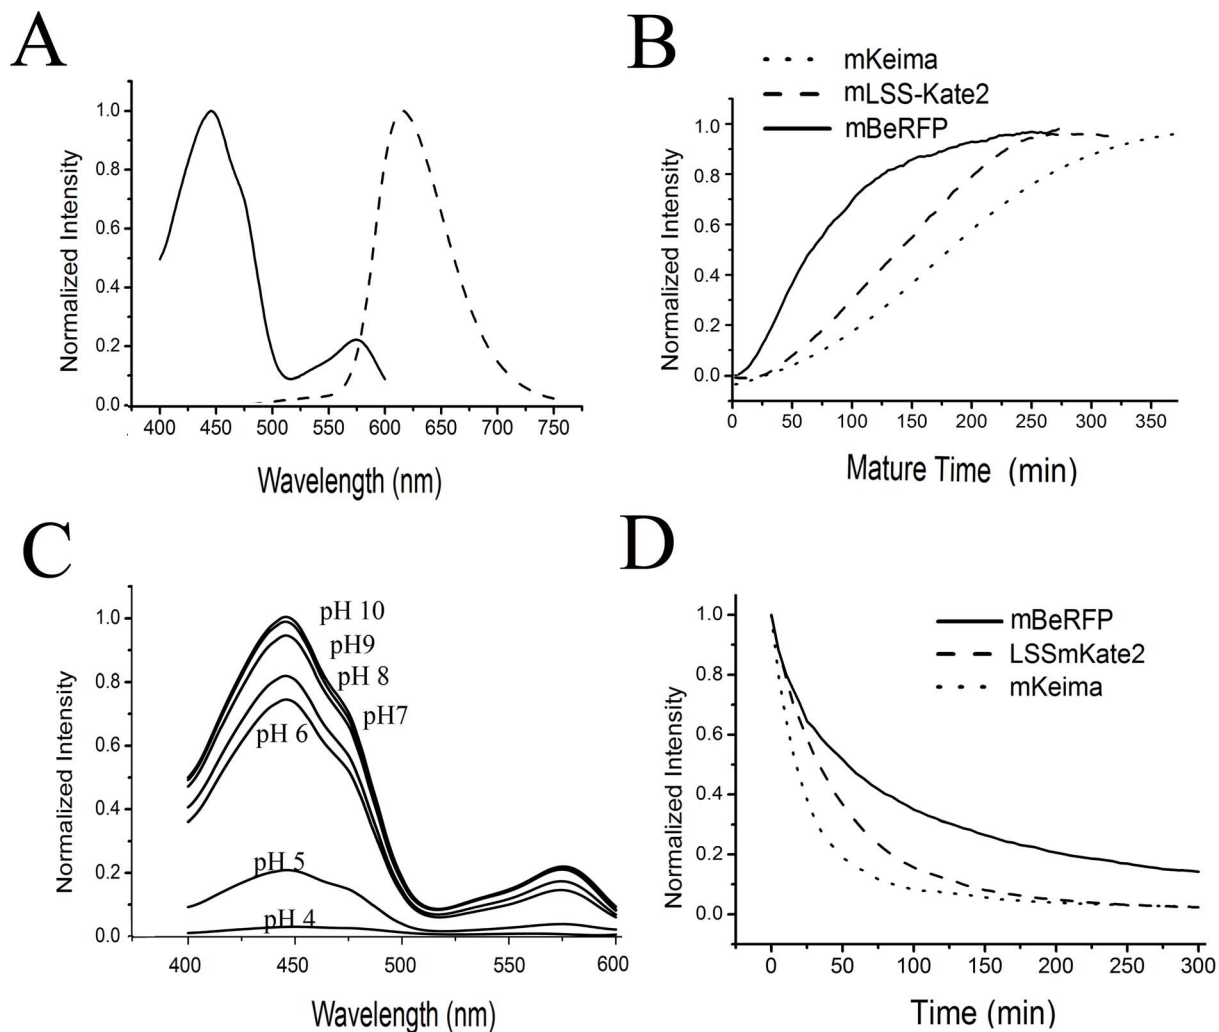 A
1.0
0.8
0.6
0.4
0.2
0.0
Normalized Intensity
400 450 500 550 600 650 700 750
Wavelength (nm)
B
mKeima
mLSS-Kate2
mBeRFP
1.0
0.8
0.6
0.4
0.2
0.0
Normalized Intensity
0 50 100 150 200 250 300 350
Mature Time (min)
C
pH 10
pH9
pH 8
pH7
pH 6
pH 5
pH 4
1.0
0.8
0.6
0.4
0.2
0.0
Normalized Intensity
400 450 500 550 600
Wavelength (nm)
D
mBeRFP
LSSmKate2
mKeima
1.0
0.8
0.6
0.4
0.2
0.0
Normalized Intensity
0 50 100 150 200 250 300
Time (min)